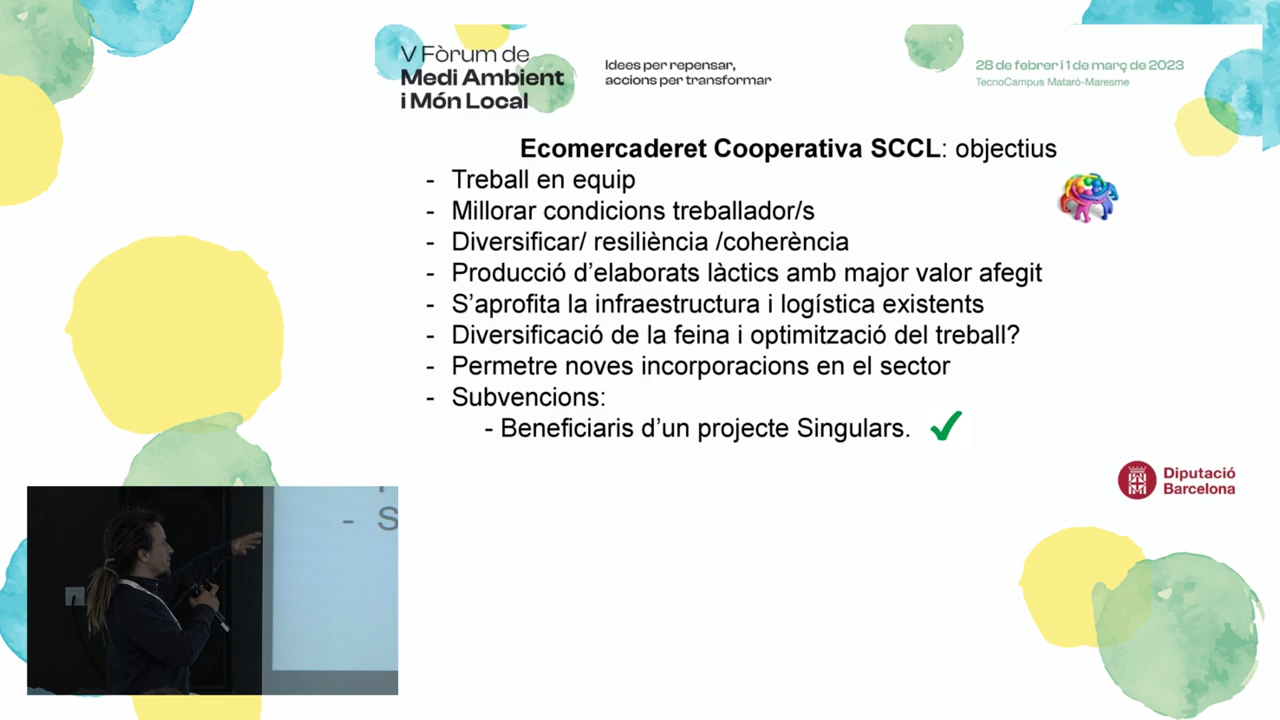 V Fòrum de
Medi Ambient
i Món Local
Idees per repensar,
accions per transformar
28 de febrer i 1 de març de 2023
TecnoCampus Mataró-Maresme
Ecomercaderet Cooperativa SCCL: objectius
- Treball en equip
- Millorar condicions treballador/s
- Diversificar/ resiliència /coherència
- Producció d'elaborats làctics amb major valor afegit
- S'aprofita la infraestructura i logística existents
- Diversificació de la feina i optimització del treball?
- Permetre noves incorporacions en el sector
- Subvencions:
- Beneficiaris d'un projecte Singulars.
Diputació
Barcelona
- S